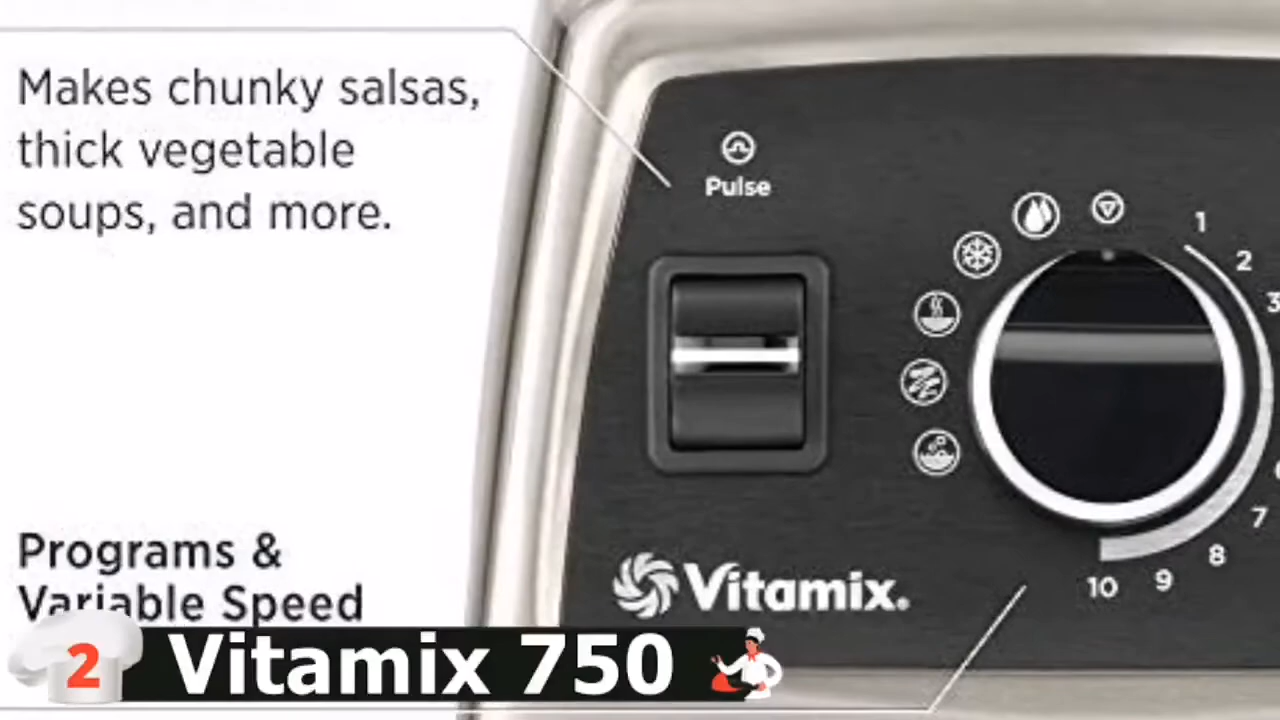 Makes chunky salsas,
thick vegetable
soups, and more.
Pulse
1
2
3
7
8
9
10
Vitamix.
Programs &
Variable Speed
2 Vitamix 750